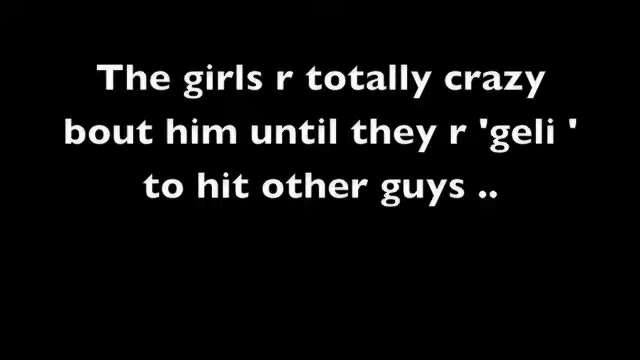 The girls r totally crazy
bout him until they r 'geli '
to hit other guys ..